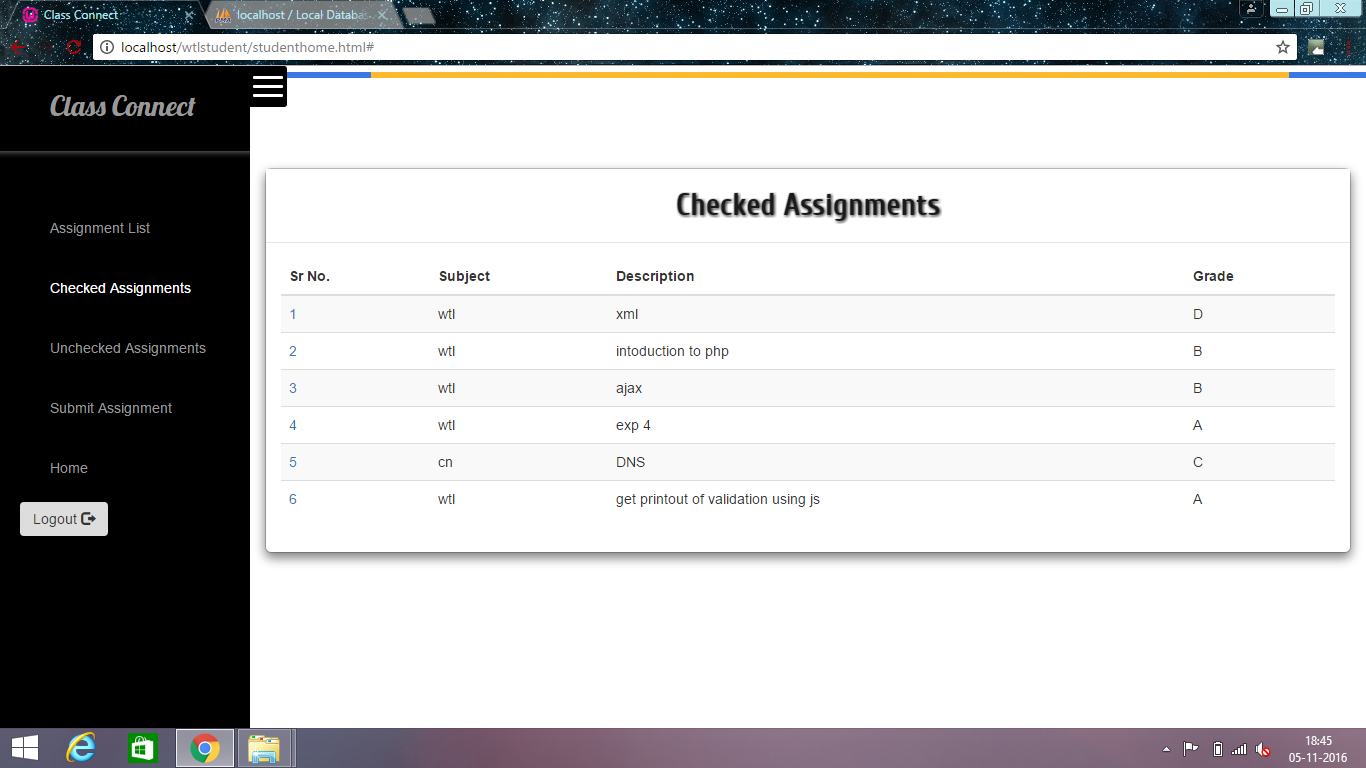 Class Connect
localhost / Local Databas
localhost/wtlstudent/studenthome.html#
Class Connect
Assignment List
Checked Assignments
Unchecked Assignments
Submit Assignment
Home
Logout
Checked Assignments
Sr No. Subject Description Grade
1 wtl xml D
2 wtl intoduction to php B
3 wtl ajax B
4 wtl exp 4 A
5 cn DNS C
6 wtl get printout of validation using js A
18:45
05-11-2016